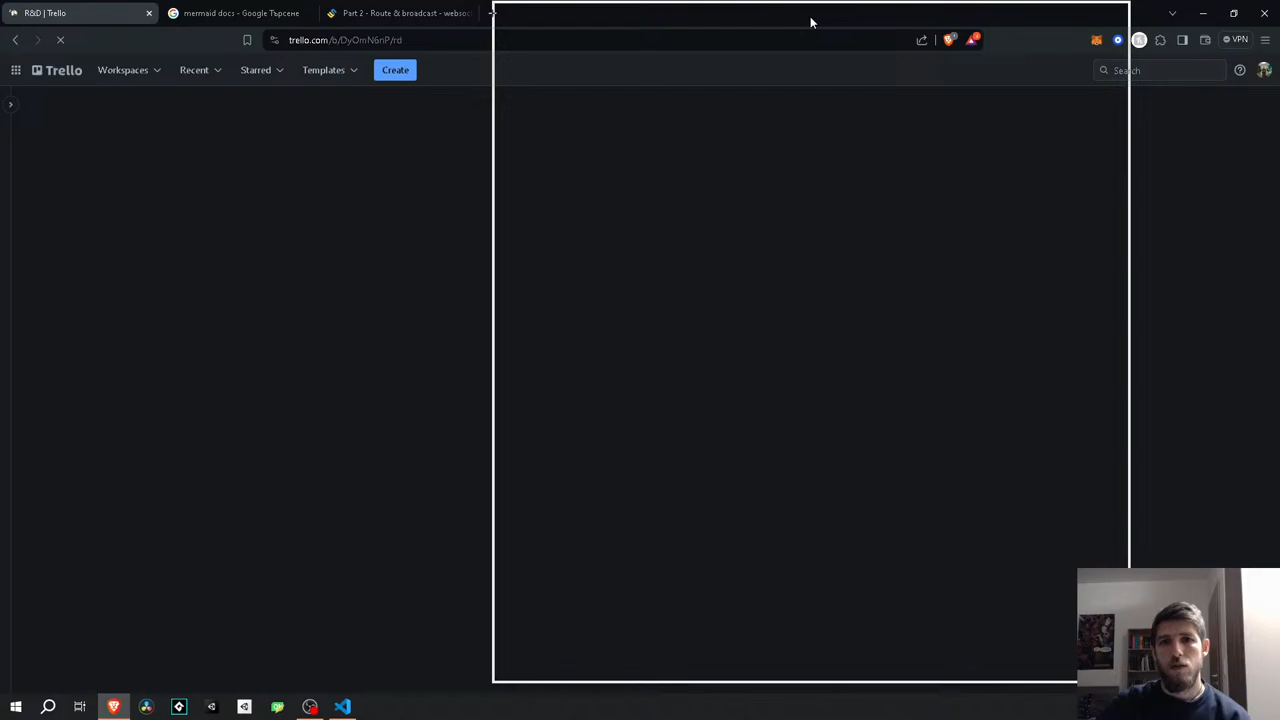 R&D | Trello
mermaid docs - Google Търсене
Part 2 - Route & broadcast - websoc
trello.com/b/DyOmN6nP/rd
VPN
Trello
Workspaces
Recent
Starred
Templates
Create
Search